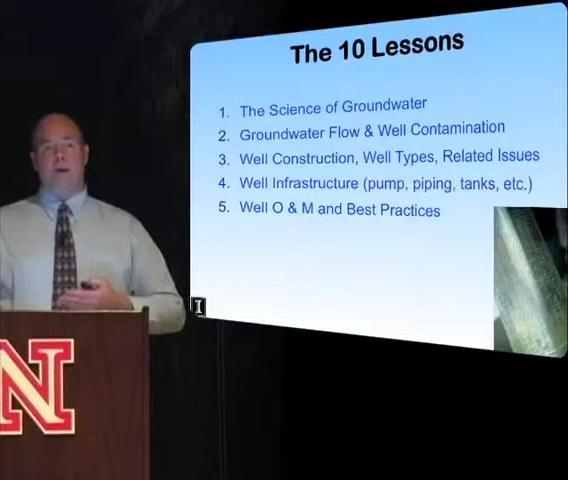 The 10 Lessons
1. The Science of Groundwater
2. Groundwater Flow & Well Contamination
3. Well Construction, Well Types, Related Issues
4. Well Infrastructure (pump, piping, tanks, etc.)
5. Well O & M and Best Practices
I
N